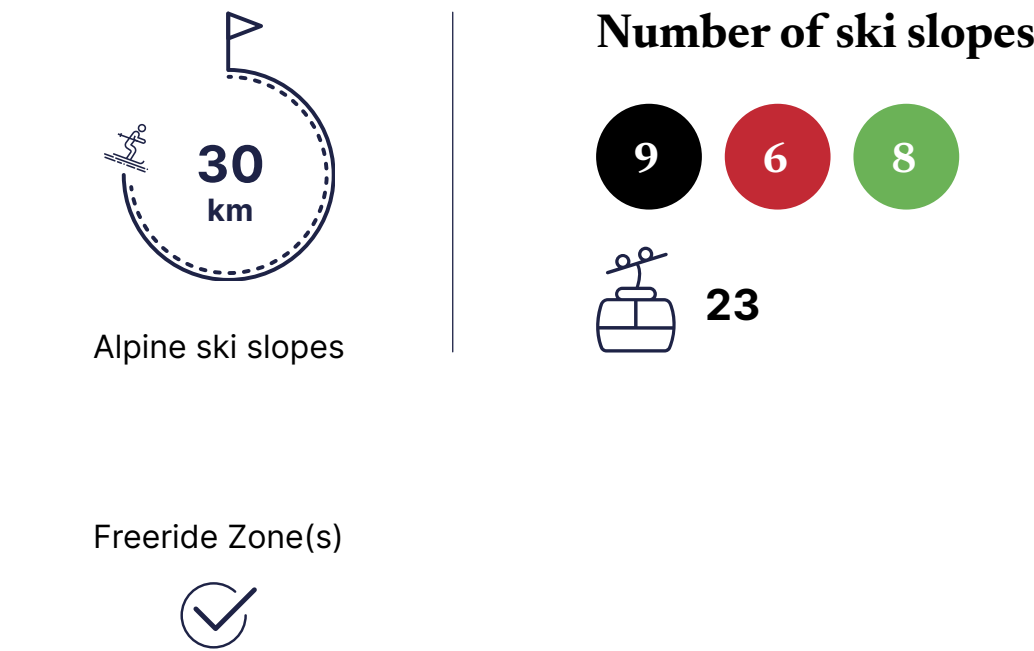 30
km
Alpine ski slopes
Number of ski slopes
9 6 8
23
Freeride Zone(s)